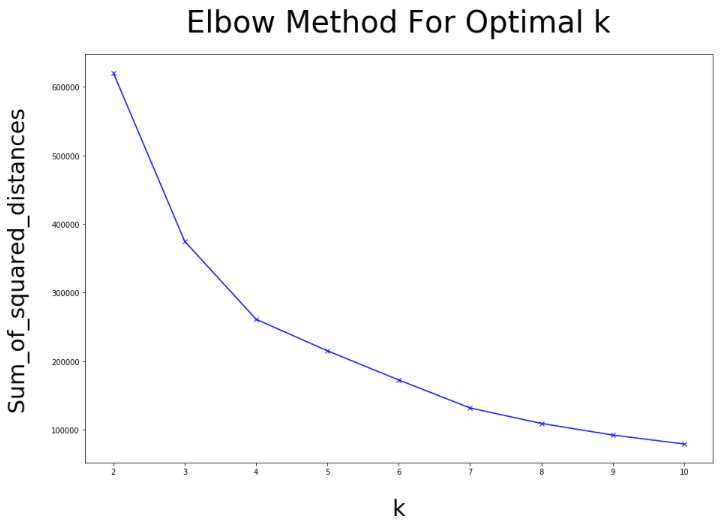 Elbow Method For Optimal k
Sum_of_squared_distances
600000
500000
400000
300000
200000
100000
2 3 4 5 6 7 8 9 10
k